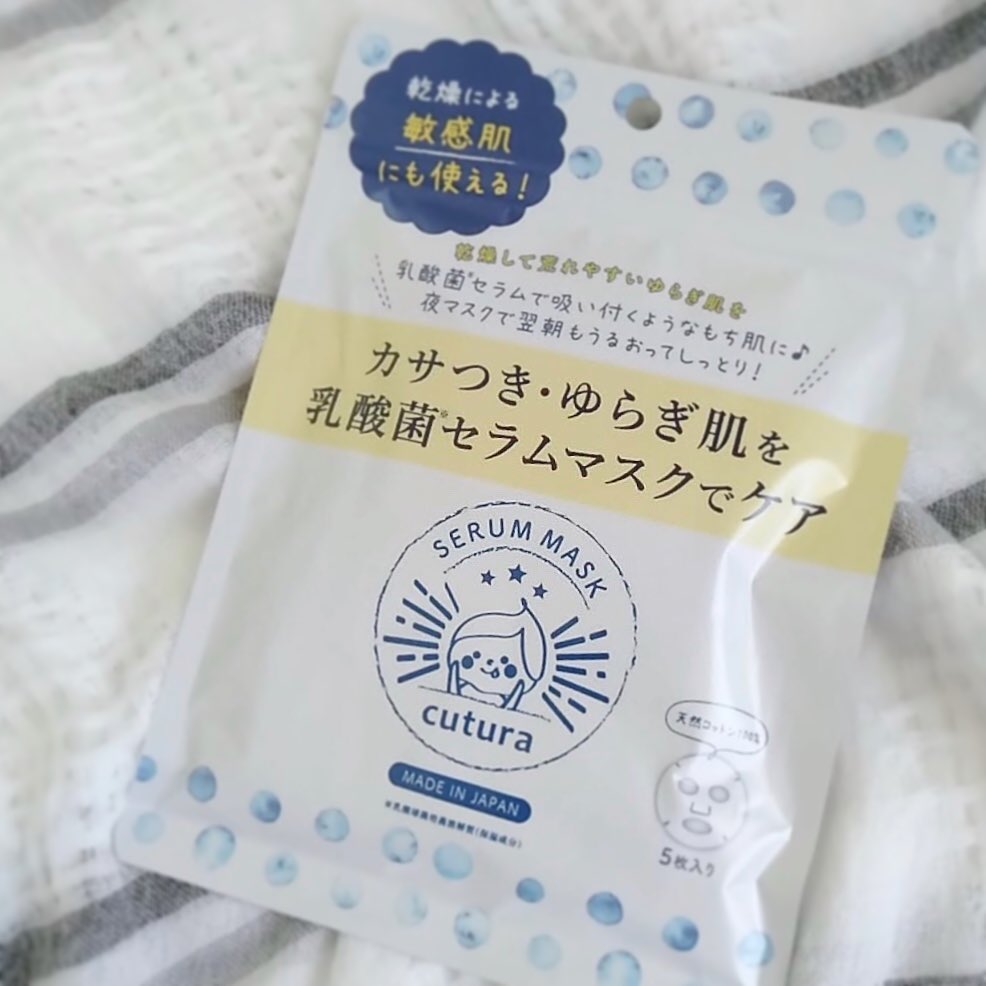 乾燥による
敏感肌
にも使える!
乾燥して荒れやすいゆらぎ肌を
乳酸菌※セラムで吸い付くようなもち肌に♪
夜マスクで翌朝もうるおってしっとり!
カサつき・ゆらぎ肌を
乳酸菌※セラムマスクでケア
SERUM MASK
cutura
MADE IN JAPAN
天然コットン100%
5枚入り